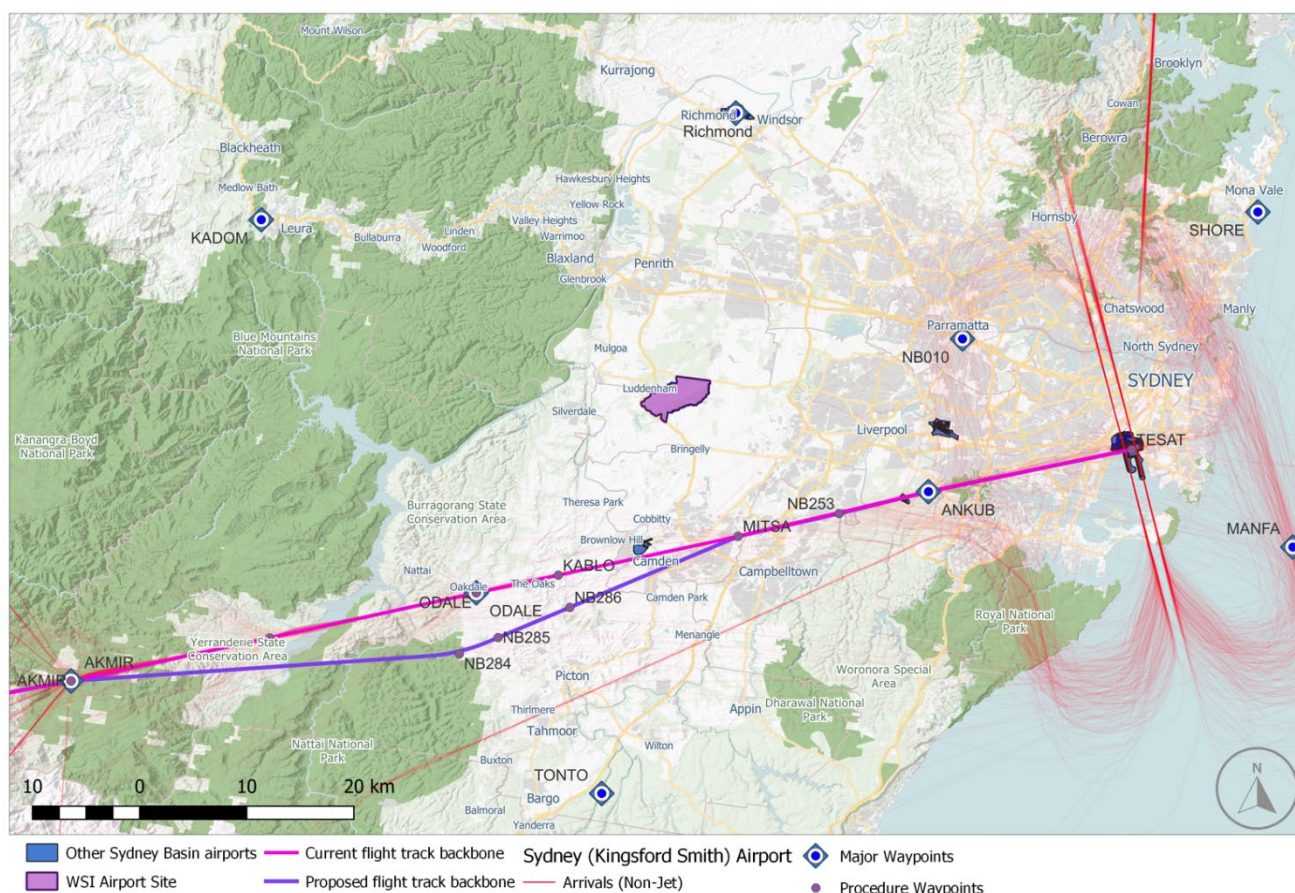 Mount Wilson
Brooklyn
Kurrajong
Cowan
Richmond
Windsor
Richmond
Berowra
Blackheath
Medlow Bath
Hawkesbury Heights
Mona Vale
Yellow Rock
KADOM
Leura
Linden
Valley Heights
Hornsby
SHORE
Bullaburra
Woodford
Warrimoo
Blaxland
Penrith
Glenbrook
Chatswood
Manly
Parramatta
Blue Mountains
National Park
Mulgoa
NB010
North Sydney
SYDNEY
Luddenham
Silverdale
Liverpool
Kanangra-Boyd
National Park
Bringelly
TESAT
Burragorang State
Conservation Area
Theresa Park
NB253
ANKUB
Cobbitty
MITSA
MANFA
Brownlow Hill
Camden
Nattai
KABLO
Campbelltown
Oakdale
The Oaks
ODALE
ODALE
NB286
Camden Park
Royal National
Park
NB285
Menangle
Yerranderie State
Conservation Area
AKMIR
NB284
Woronora Special
Area
AKMIR
Picton
Dharawal National
Park
Thirlmere
Appin
Tahmoor
Nattai National
Park
Wilton
Buxton
TONTO
N
10 0 10 20 km
Bargo
Balmoral
Yanderra
Other Sydney Basin airports
Current flight track backbone
Sydney (Kingsford Smith) Airport
Major Waypoints
WSI Airport Site
Proposed flight track backbone
Arrivals (Non-Jet)
Procedure Waypoints